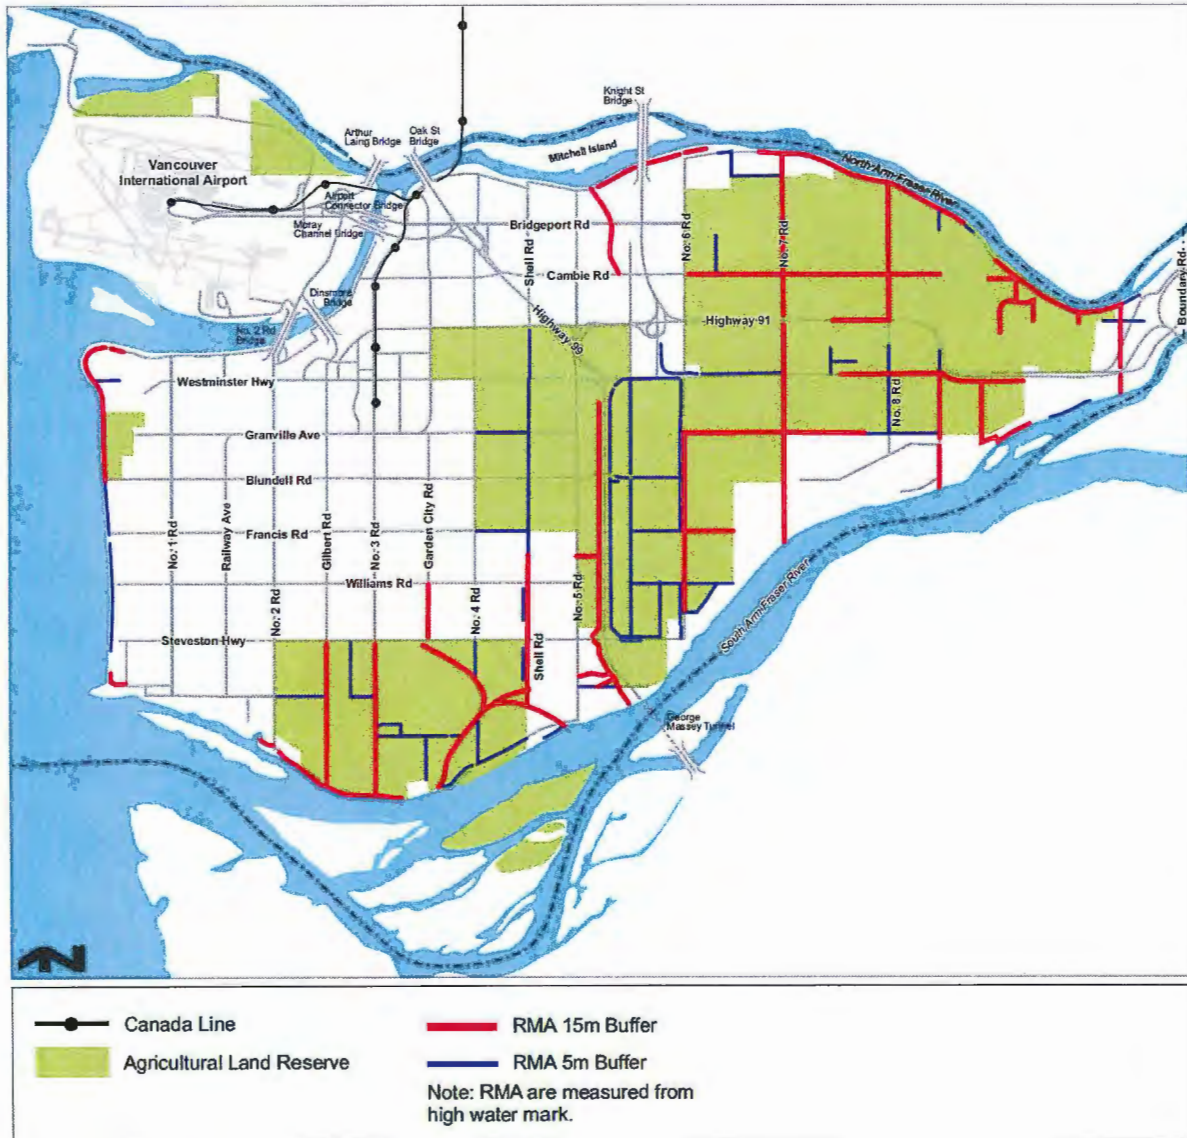 Knight St
Bridge
Arthur
Laing Bridge
Oak St
Bridge
Mitchell Island
North Arm Fraser River
Vancouver
International Airport
Airport
Connector Bridge
Moray
Channel Bridge
Bridgeport Rd
No. 6 Rd
No. 7 Rd
Shell Rd
Cambie Rd
Boundary Rd.
Dinsmore
Bridge
Highway 99
Highway 91
No. 2 Rd
Bridge
Westminster Hwy
No. 8 Rd
Granville Ave
Blundell Rd
No. 1 Rd
Railway Ave
Francis Rd
Gilbert Rd
No. 3 Rd
Garden City Rd
Williams Rd
No. 2 Rd
No. 4 Rd
No. 5 Rd
South Arm Fraser River
Steveston Hwy
Shell Rd
George
Massey Tunnel
Z
Canada Line
Agricultural Land Reserve
RMA 15m Buffer
RMA 5m Buffer
Note: RMA are measured from
high water mark.